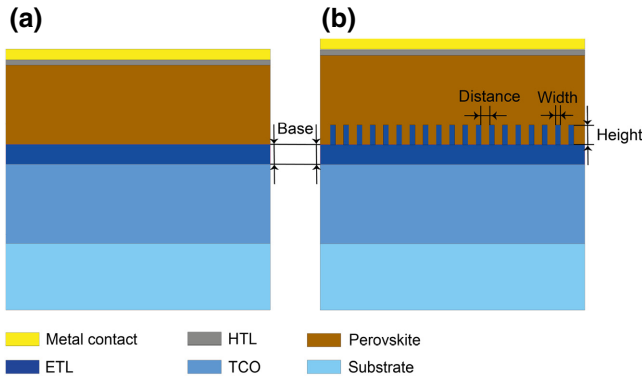 (a)
(b)
Distance
Width
Base
Height
Metal contact
HTL
Perovskite
ETL
TCO
Substrate